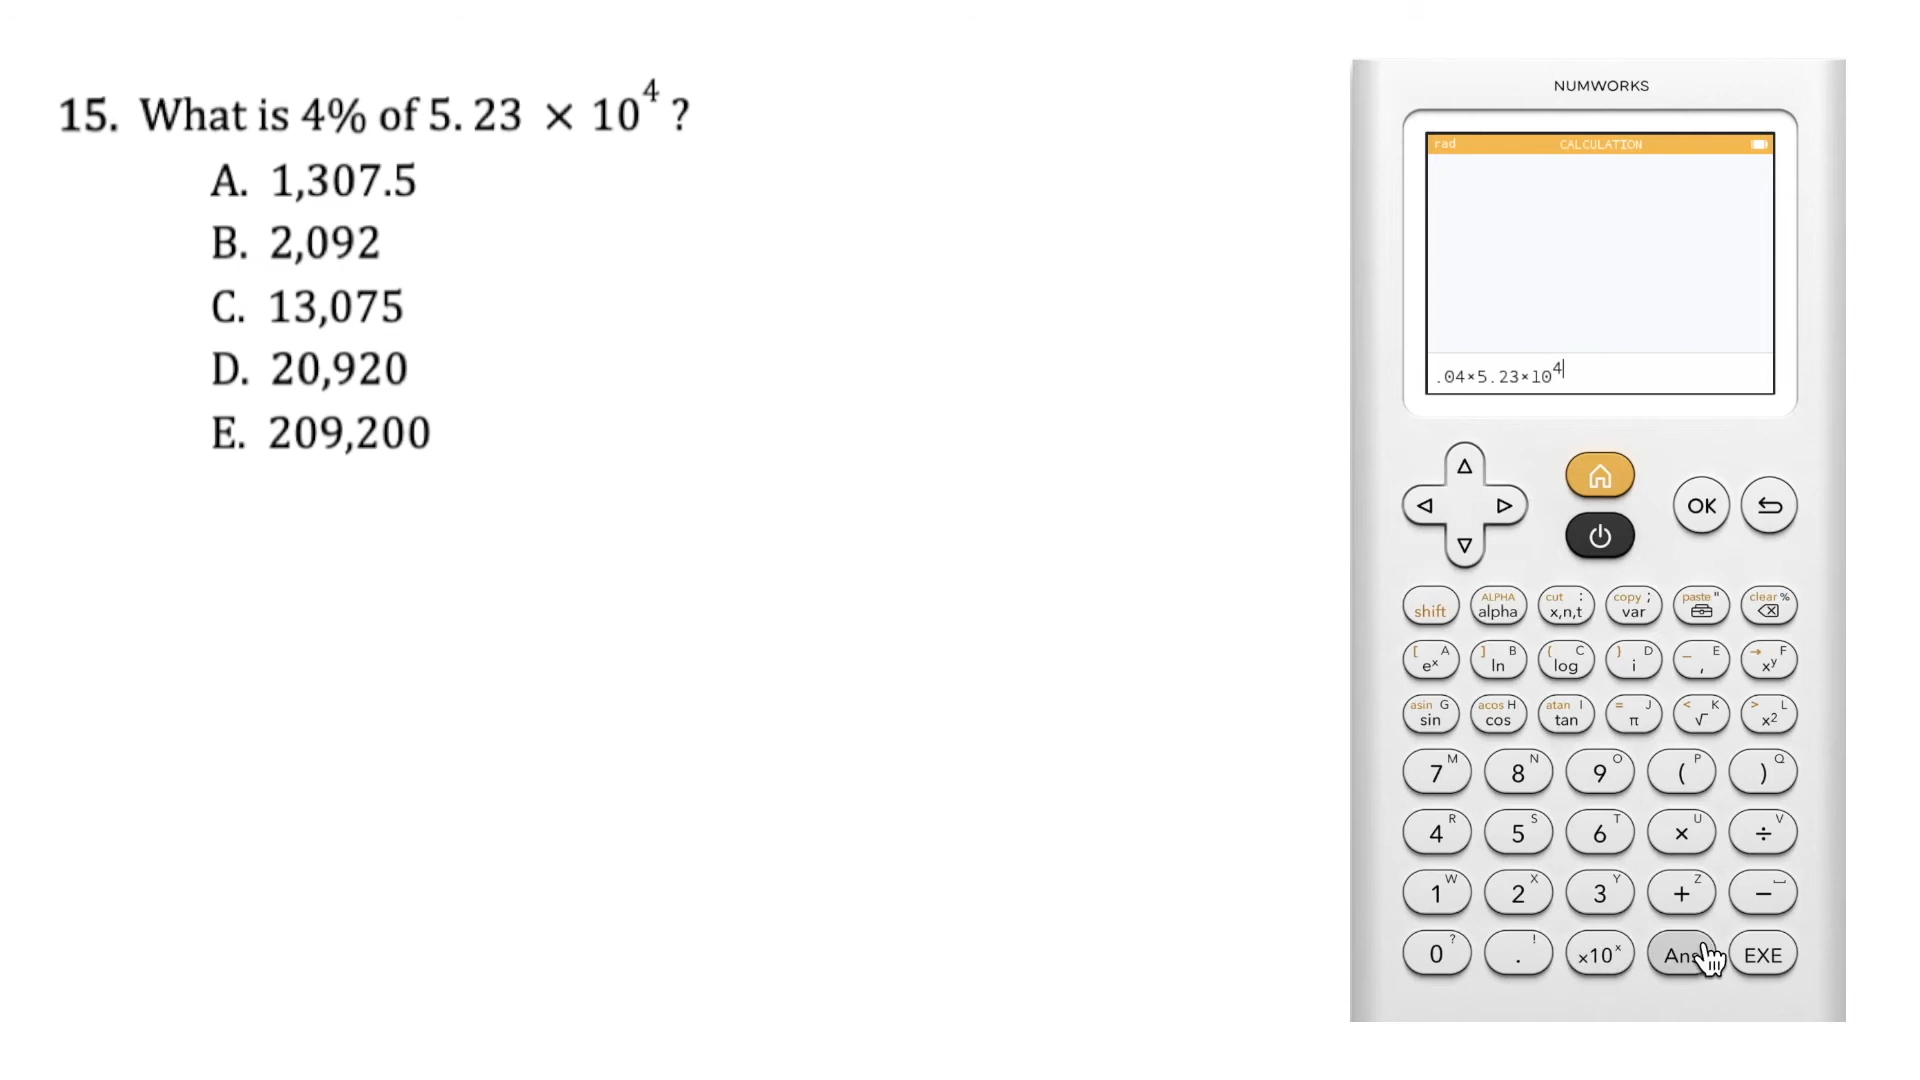 15. What is 4% of 5.23 × 10⁴ ?
A. 1,307.5
B. 2,092
C. 13,075
D. 20,920
E. 209,200
NUMWORKS
rad CALCULATION
.04×5.23×10⁴
OK
shift ALPHA alpha cut : x,n,t copy ; var paste " clear %
[ A eˣ ] B ln { C log } D i _ E , → F xʸ
asin G sin acos H cos atan I tan = J π < K √ > L x²
7 M 8 N 9 O ( P ) Q
4 R 5 S 6 T × U ÷ V
1 W 2 X 3 Y + Z −
0 ? . ! ×10ˣ Ans EXE